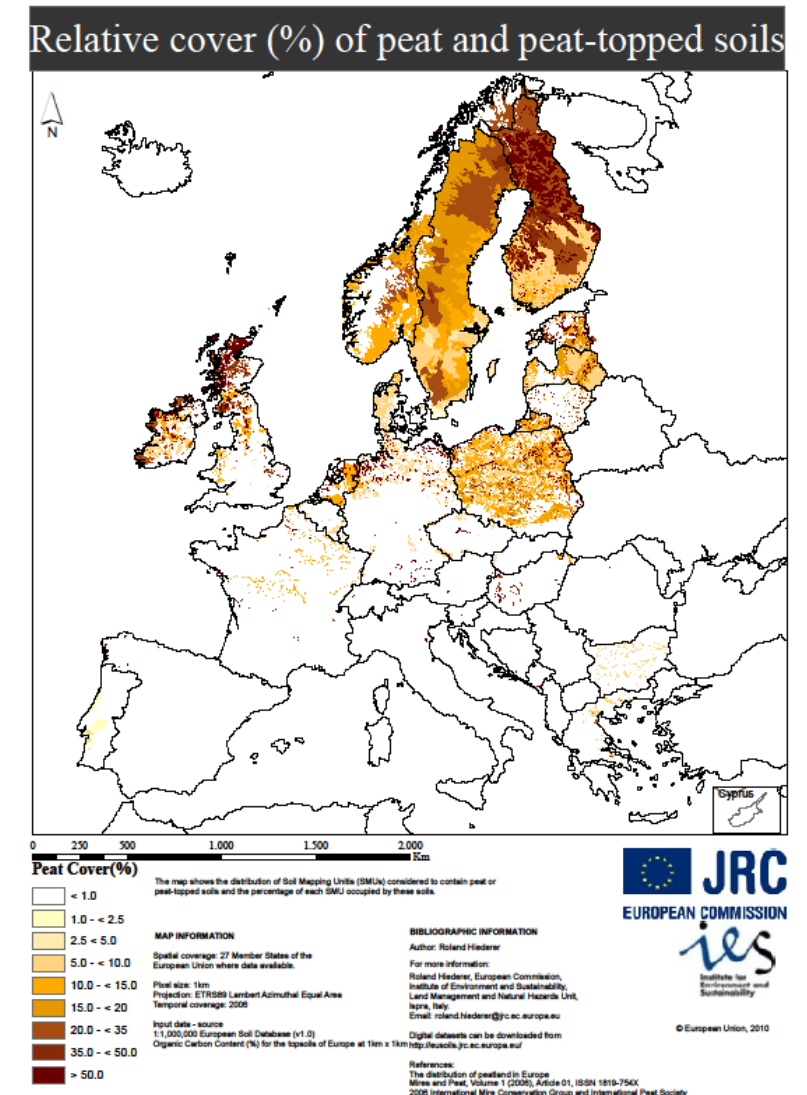 Relative cover (%) of peat and peat-topped soils
N
Cyprus
0 250 500 1.000 1.500 2.000
Km
Peat Cover(%)
< 1.0
1.0 - < 2.5
2.5 < 5.0
5.0 - < 10.0
10.0 - < 15.0
15.0 - < 20
20.0 - < 35
35.0 - < 50.0
> 50.0
The map shows the distribution of Soil Mapping Unitis (SMUs) considered to contain peat or
peat-topped soils and the percentage of each SMU occupied by these soils.
MAP INFORMATION
Spatial coverage: 27 Member States of the
European Union where data available.
Pixel size: 1km
Projection: ETRS89 Lambert Azimuthal Equal Area
Temporal coverage: 2006
Input data - source
1:1,000,000 European Soil Database (v1.0)
Organic Carbon Content (%) for the topsoils of Europe at 1km x 1km
BIBLIOGRAPHIC INFORMATION
Author: Roland Hiederer
For more information:
Roland Hiederer, European Commission,
Institute of Environment and Sustainability,
Land Management and Natural Hazards Unit,
Ispra, Italy.
Email: roland.hiederer@jrc.ec.europa.eu
Digital datasets can be downloaded from
http://eusoils.jrc.ec.europa.eu/
References:
The distribution of peatland in Europe
Mires and Peat, Volume 1 (2006), Article 01, ISSN 1819-754X
2006 International Mire Conservation Group and International Peat Society
JRC
EUROPEAN COMMISSION
ies
Institute for
Environment and
Sustainability
© European Union, 2010